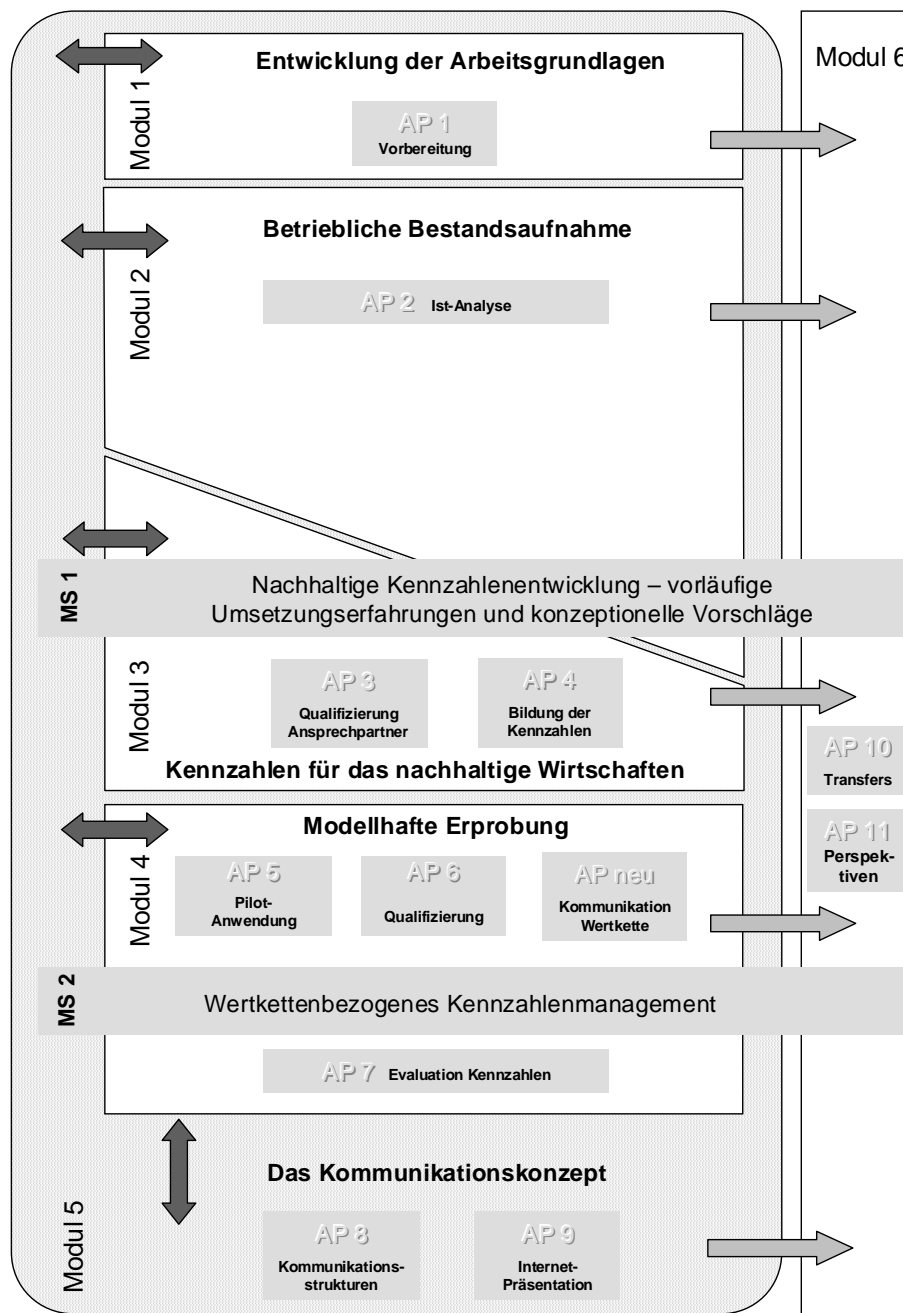 Modul 1
Entwicklung der Arbeitsgrundlagen
AP 1
Vorbereitung
Modul 2
Betriebliche Bestandsaufnahme
AP 2 Ist-Analyse
MS 1
Nachhaltige Kennzahlenentwicklung – vorläufige
Umsetzungserfahrungen und konzeptionelle Vorschläge
Modul 3
AP 3
Qualifizierung
Ansprechpartner
AP 4
Bildung der
Kennzahlen
Kennzahlen für das nachhaltige Wirtschaften
Modul 4
Modellhafte Erprobung
AP 5
Pilot-
Anwendung
AP 6
Qualifizierung
AP neu
Kommunikation
Wertkette
MS 2
Wertkettenbezogenes Kennzahlenmanagement
AP 7 Evaluation Kennzahlen
Modul 5
Das Kommunikationskonzept
AP 8
Kommunikations-
strukturen
AP 9
Internet-
Präsentation
Modul 6
AP 10
Transfers
AP 11
Perspek-
tiven